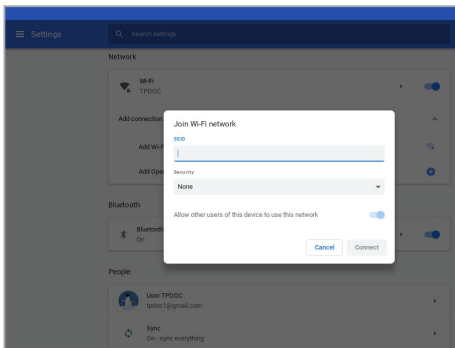 Settings
Search settings
Network
Wi-Fi
TPDOC
Add connection
Join Wi-Fi network
SSID
Add Wi-F
Security
Add Ope
None
Allow other users of this device to use this network
Bluetooth
Bluetooth
On
Cancel
Connect
People
User TPDOC
tpdoc1@gmail.com
Sync
On - sync everything